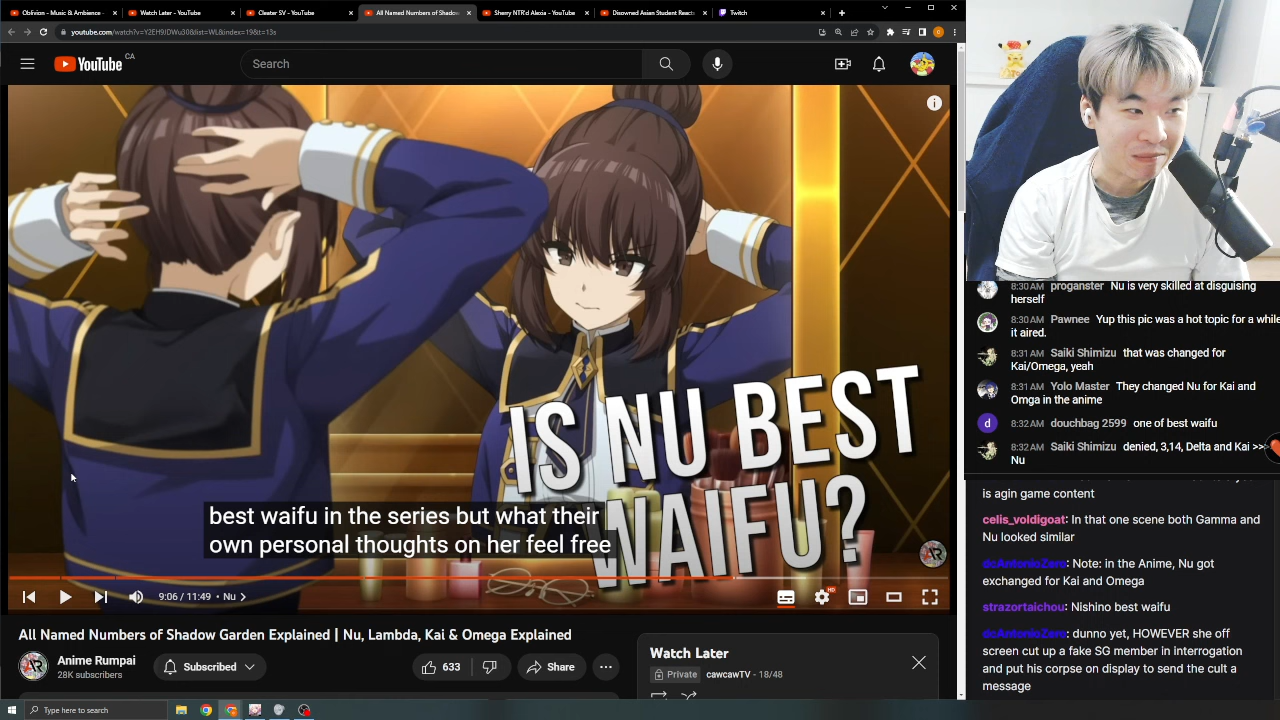 Oblivion - Music & Ambience
Watch Later - YouTube
Cleater SV - YouTube
All Named Numbers of Shadow
Sherry NTR'd Alexia - YouTube
Disowned Asian Student Reacts
Twitch
youtube.com/watch?v=Y2EH9JDWu30&list=WL&index=19&t=13s
YouTube CA
Search
IS NU BEST
WAIFU?
best waifu in the series but what their
own personal thoughts on her feel free
AR
9:06 / 11:49 • Nu >
HD
All Named Numbers of Shadow Garden Explained | Nu, Lambda, Kai & Omega Explained
Anime Rumpai
28K subscribers
Subscribed
633
Share
Watch Later
Private cawcawTV - 18/48
Type here to search
8:30 AM proganster Nu is very skilled at disguising
herself
8:30 AM Pawnee Yup this pic was a hot topic for a while
it aired.
8:31 AM Saiki Shimizu that was changed for
Kai/Omega, yeah
8:31 AM Yolo Master They changed Nu for Kai and
Omga in the anime
d
8:32 AM douchbag 2599 one of best waifu
8:32 AM Saiki Shimizu denied, 3,14, Delta and Kai >>
Nu
is agin game content
celis_voldigoat: In that one scene both Gamma and
Nu looked similar
dcAntonioZero: Note: in the Anime, Nu got
exchanged for Kai and Omega
strazortaichou: Nishino best waifu
dcAntonioZero: dunno yet, HOWEVER she off
screen cut up a fake SG member in interrogation
and put his corpse on display to send the cult a
message